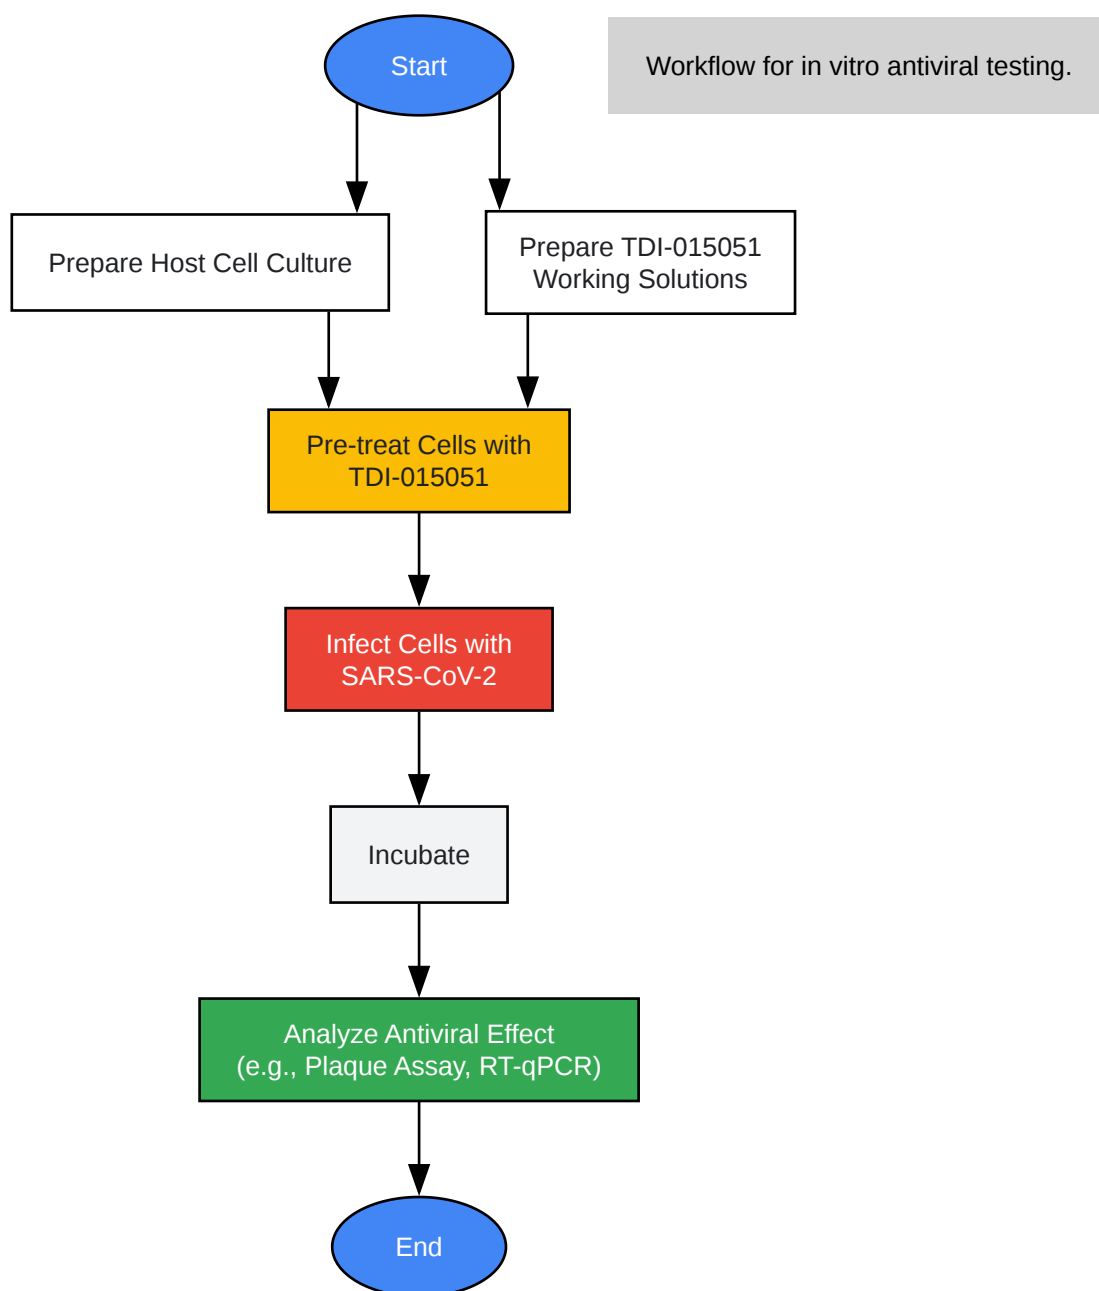 Start
Workflow for in vitro antiviral testing.
Prepare Host Cell Culture
Prepare TDI-015051
Working Solutions
Pre-treat Cells with
TDI-015051
Infect Cells with
SARS-CoV-2
Incubate
Analyze Antiviral Effect
(e.g., Plaque Assay, RT-qPCR)
End